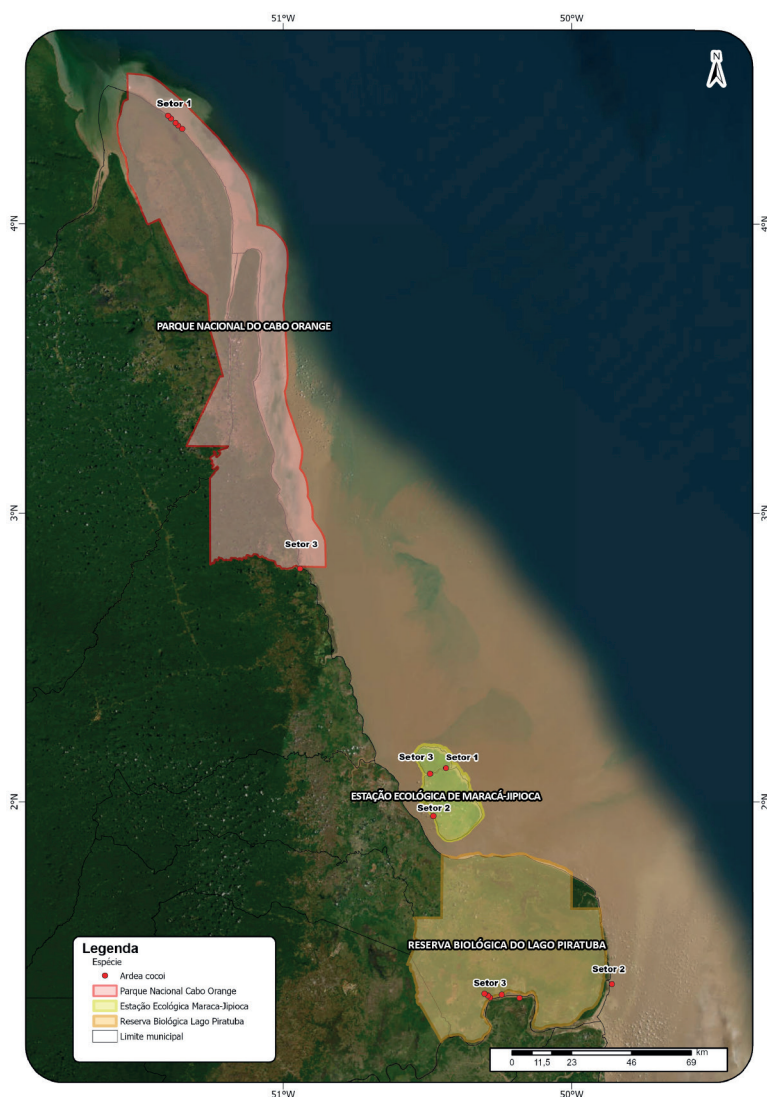 51°W 50°W
N
Setor 1
4°N 4°N
PARQUE NACIONAL DO CABO ORANGE
3°N 3°N
Setor 3
Setor 3 Setor 1
ESTAÇÃO ECOLÓGICA DE MARACÁ-JIPIOCA
2°N 2°N
Setor 2
RESERVA BIOLÓGICA DO LAGO PIRATUBA
Setor 3 Setor 2
Legenda
Espécie
Ardea cocoi
Parque Nacional Cabo Orange
Estação Ecológica Maraca-Jipioca
Reserva Biológica Lago Piratuba
Limite municipal
km
0 11,5 23 46 69
51°W 50°W